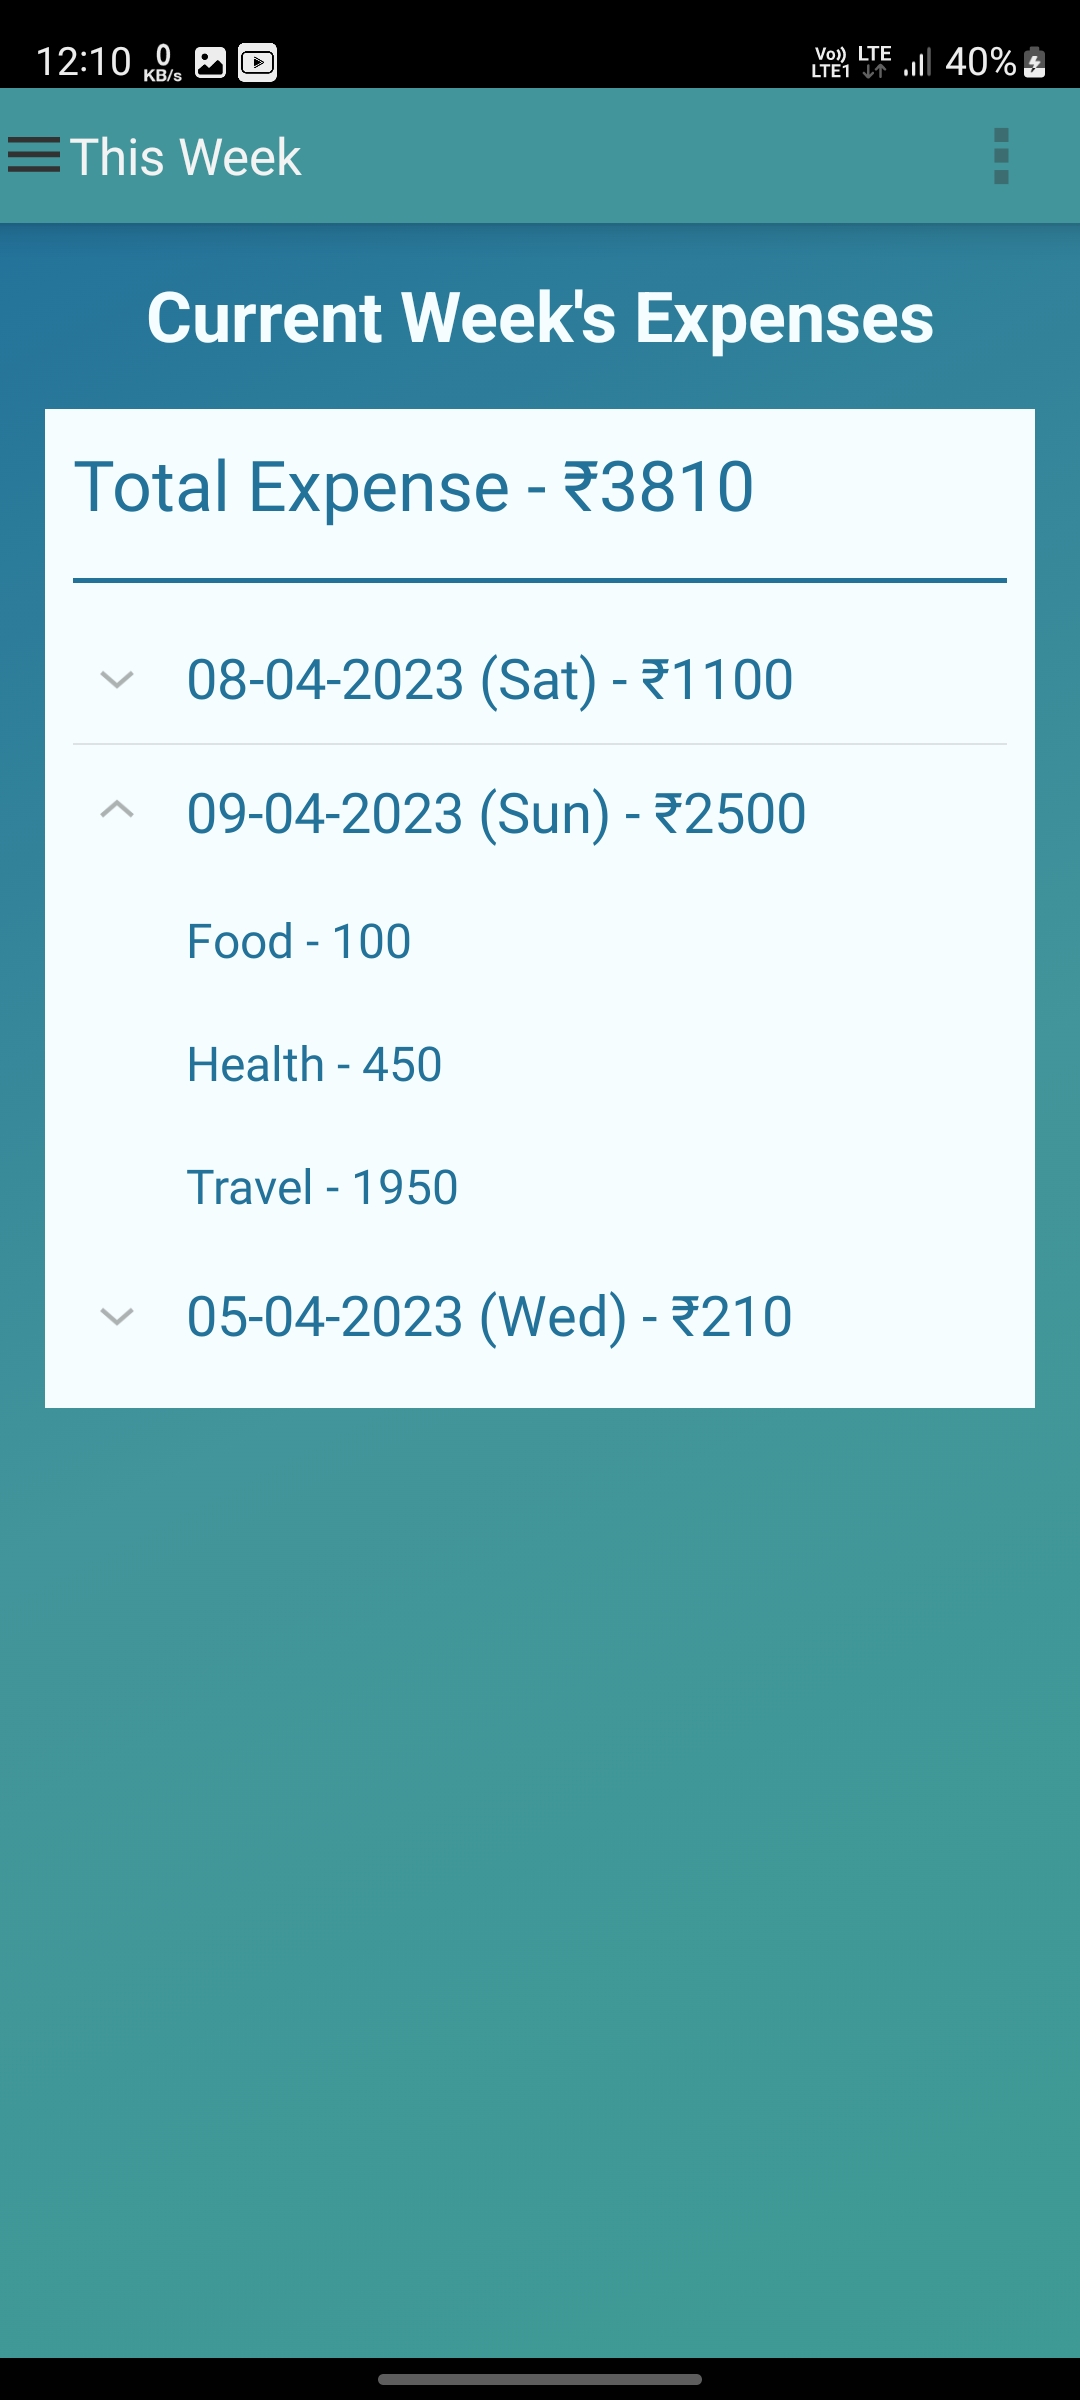 12:10 0 KB/s Vo)) LTE1 LTE 40%
This Week
Current Week's Expenses
Total Expense - ₹3810
08-04-2023 (Sat) - ₹1100
09-04-2023 (Sun) - ₹2500
Food - 100
Health - 450
Travel - 1950
05-04-2023 (Wed) - ₹210